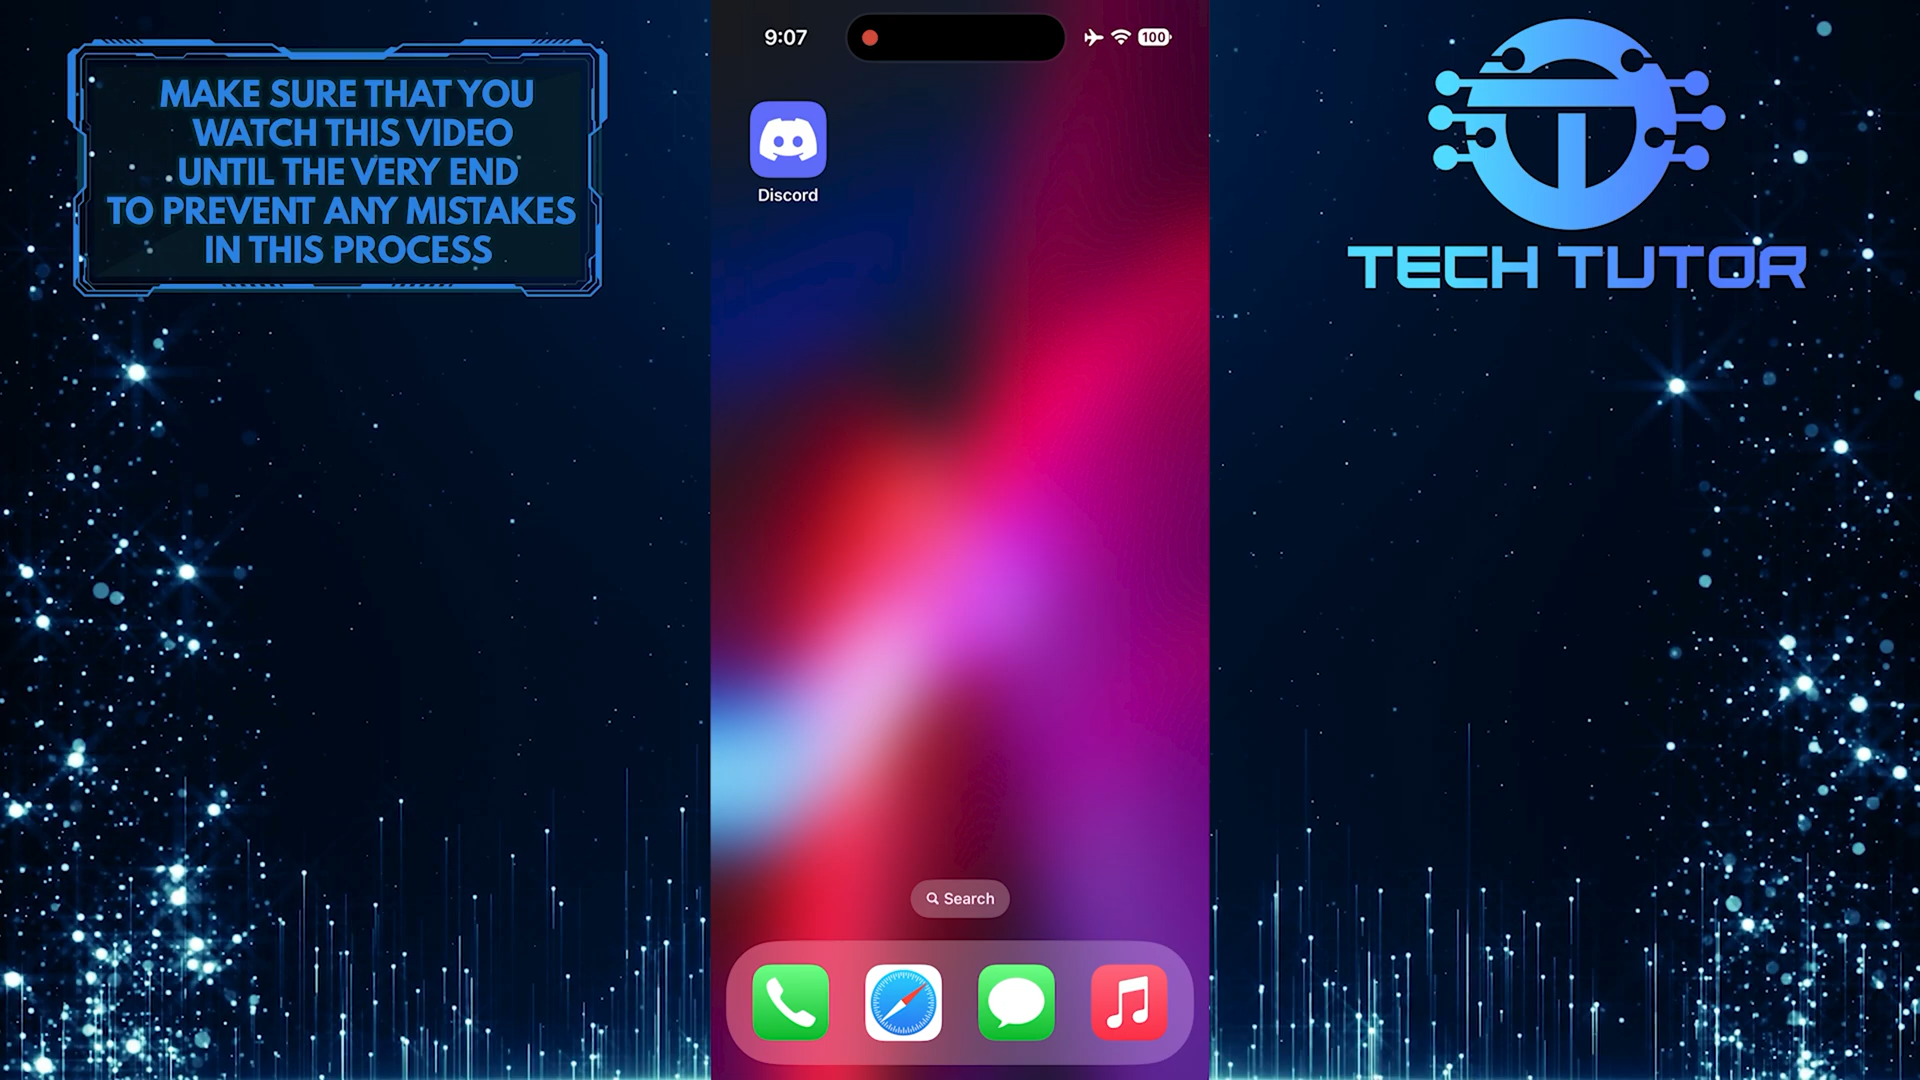 MAKE SURE THAT YOU
WATCH THIS VIDEO
UNTIL THE VERY END
TO PREVENT ANY MISTAKES
IN THIS PROCESS
9:07
100
Discord
Search
TECH TUTOR